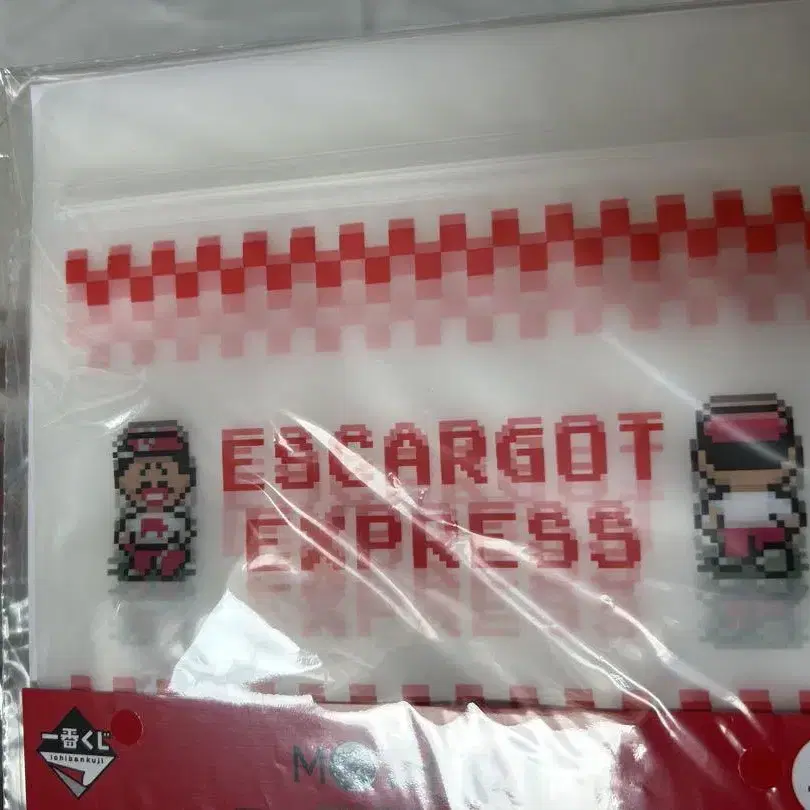 ESCARGOT
EXPRESS
一番くじ
ichibankuji